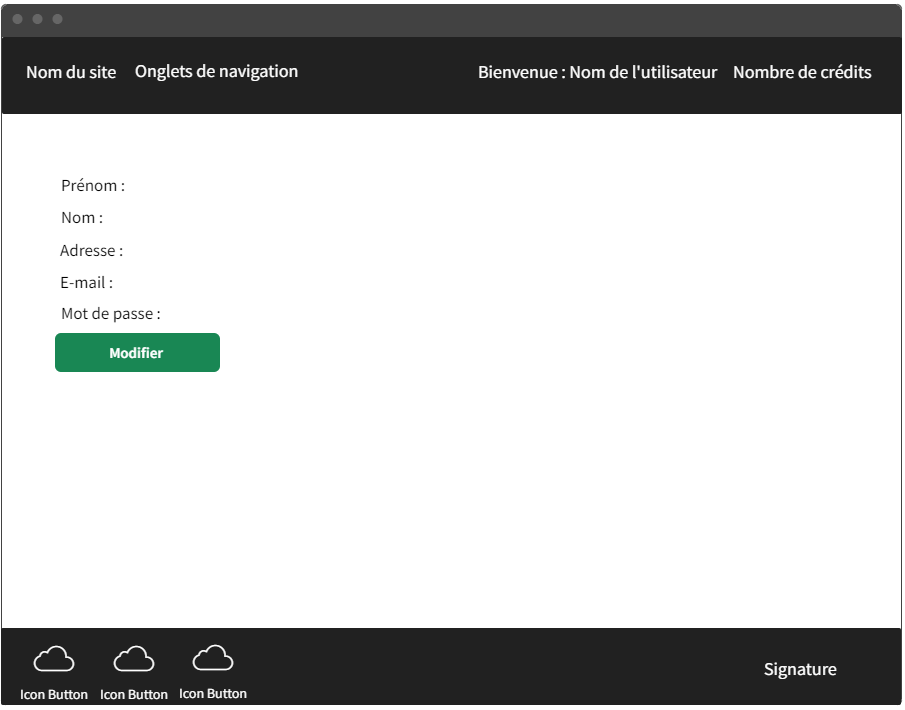 Nom du site Onglets de navigation Bienvenue : Nom de l'utilisateur Nombre de crédits
Prénom :
Nom :
Adresse :
E-mail :
Mot de passe :
Modifier
Icon Button Icon Button Icon Button
Signature